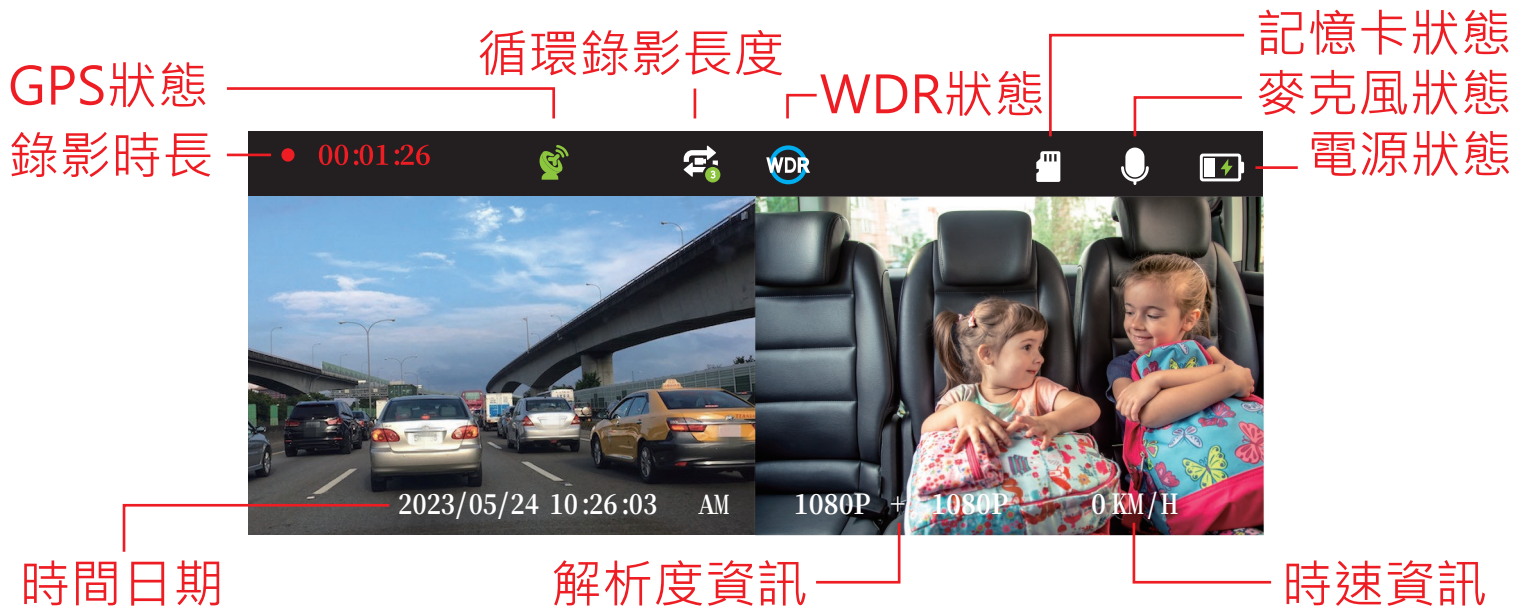 循環錄影長度
記憶卡狀態
GPS狀態
WDR狀態
麥克風狀態
錄影時長
電源狀態
00:01:26
3
WDR
2023/05/24 10:26:03 AM
1080P + 1080P
0 KM/H
時間日期
解析度資訊
時速資訊